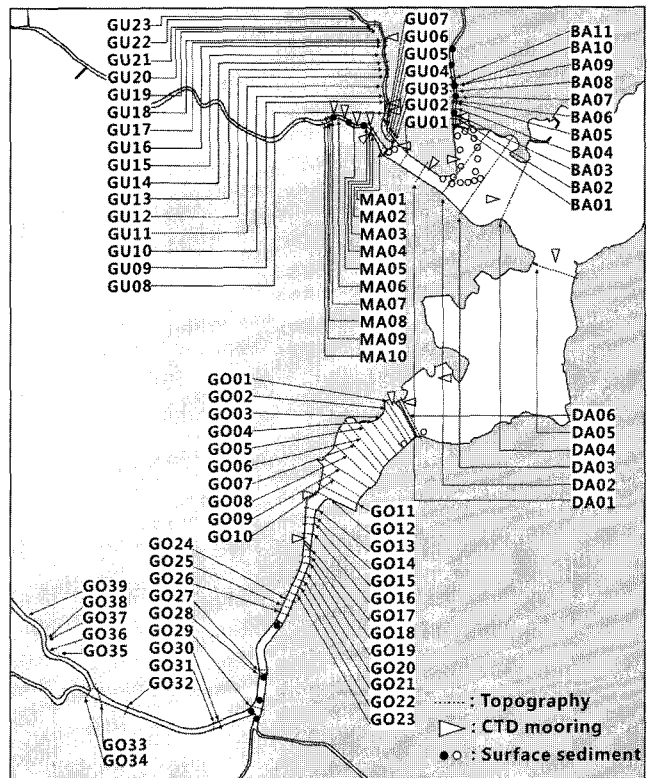 GU23
GU22
GU21
GU20
GU19
GU18
GU17
GU16
GU15
GU14
GU13
GU12
GU11
GU10
GU09
GU08
GU07
GU06
GU05
GU04
GU03
GU02
GU01
BA11
BA10
BA09
BA08
BA07
BA06
BA05
BA04
BA03
BA02
BA01
MA01
MA02
MA03
MA04
MA05
MA06
MA07
MA08
MA09
MA10
GO01
GO02
GO03
GO04
GO05
GO06
GO07
GO08
GO09
GO10
DA06
DA05
DA04
DA03
DA02
DA01
GO11
GO12
GO13
GO14
GO15
GO16
GO17
GO18
GO19
GO20
GO21
GO22
GO23
GO24
GO25
GO26
GO27
GO28
GO29
GO30
GO31
GO32
GO39
GO38
GO37
GO36
GO35
GO33
GO34
: Topography
: CTD mooring
: Surface sediment